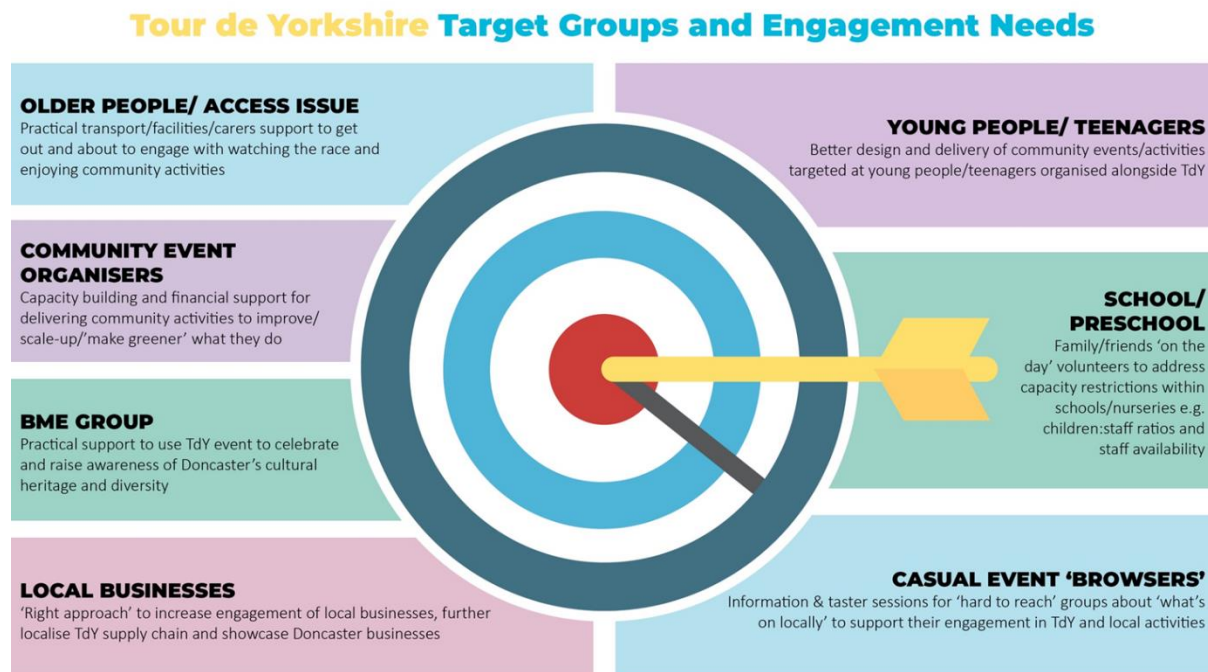 Tour de Yorkshire Target Groups and Engagement Needs
OLDER PEOPLE/ ACCESS ISSUE
Practical transport/facilities/carers support to get
out and about to engage with watching the race and
enjoying community activities
COMMUNITY EVENT
ORGANISERS
Capacity building and financial support for
delivering community activities to improve/
scale-up/'make greener' what they do
BME GROUP
Practical support to use TdY event to celebrate
and raise awareness of Doncaster's cultural
heritage and diversity
LOCAL BUSINESSES
'Right approach' to increase engagement of local businesses, further
localise TdY supply chain and showcase Doncaster businesses
YOUNG PEOPLE/ TEENAGERS
Better design and delivery of community events/activities
targeted at young people/teenagers organised alongside TdY
SCHOOL/
PRESCHOOL
Family/friends 'on the
day' volunteers to address
capacity restrictions within
schools/nurseries e.g.
children:staff ratios and
staff availability
CASUAL EVENT 'BROWSERS'
Information & taster sessions for 'hard to reach' groups about 'what's
on locally' to support their engagement in TdY and local activities